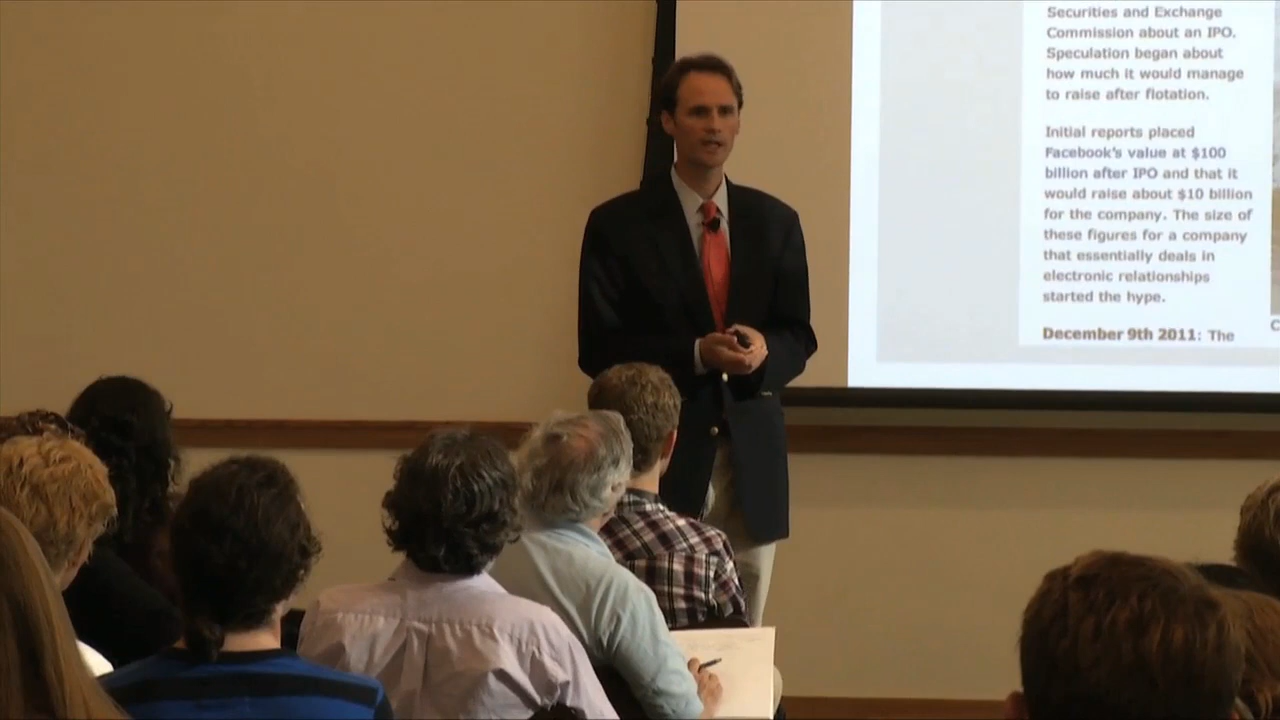 Securities and Exchange
Commission about an IPO.
Speculation began about
how much it would manage
to raise after flotation.
Initial reports placed
Facebook's value at $100
billion after IPO and that it
would raise about $10 billion
for the company. The size of
these figures for a company
that essentially deals in
electronic relationships
started the hype.
December 9th 2011: The
C